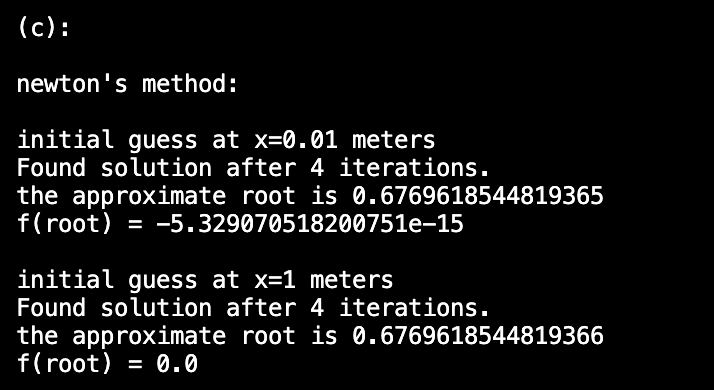 (c):
newton's method:
initial guess at x=0.01 meters
Found solution after 4 iterations.
the approximate root is 0.6769618544819365
f(root) = -5.329070518200751e-15
initial guess at x=1 meters
Found solution after 4 iterations.
the approximate root is 0.6769618544819366
f(root) = 0.0